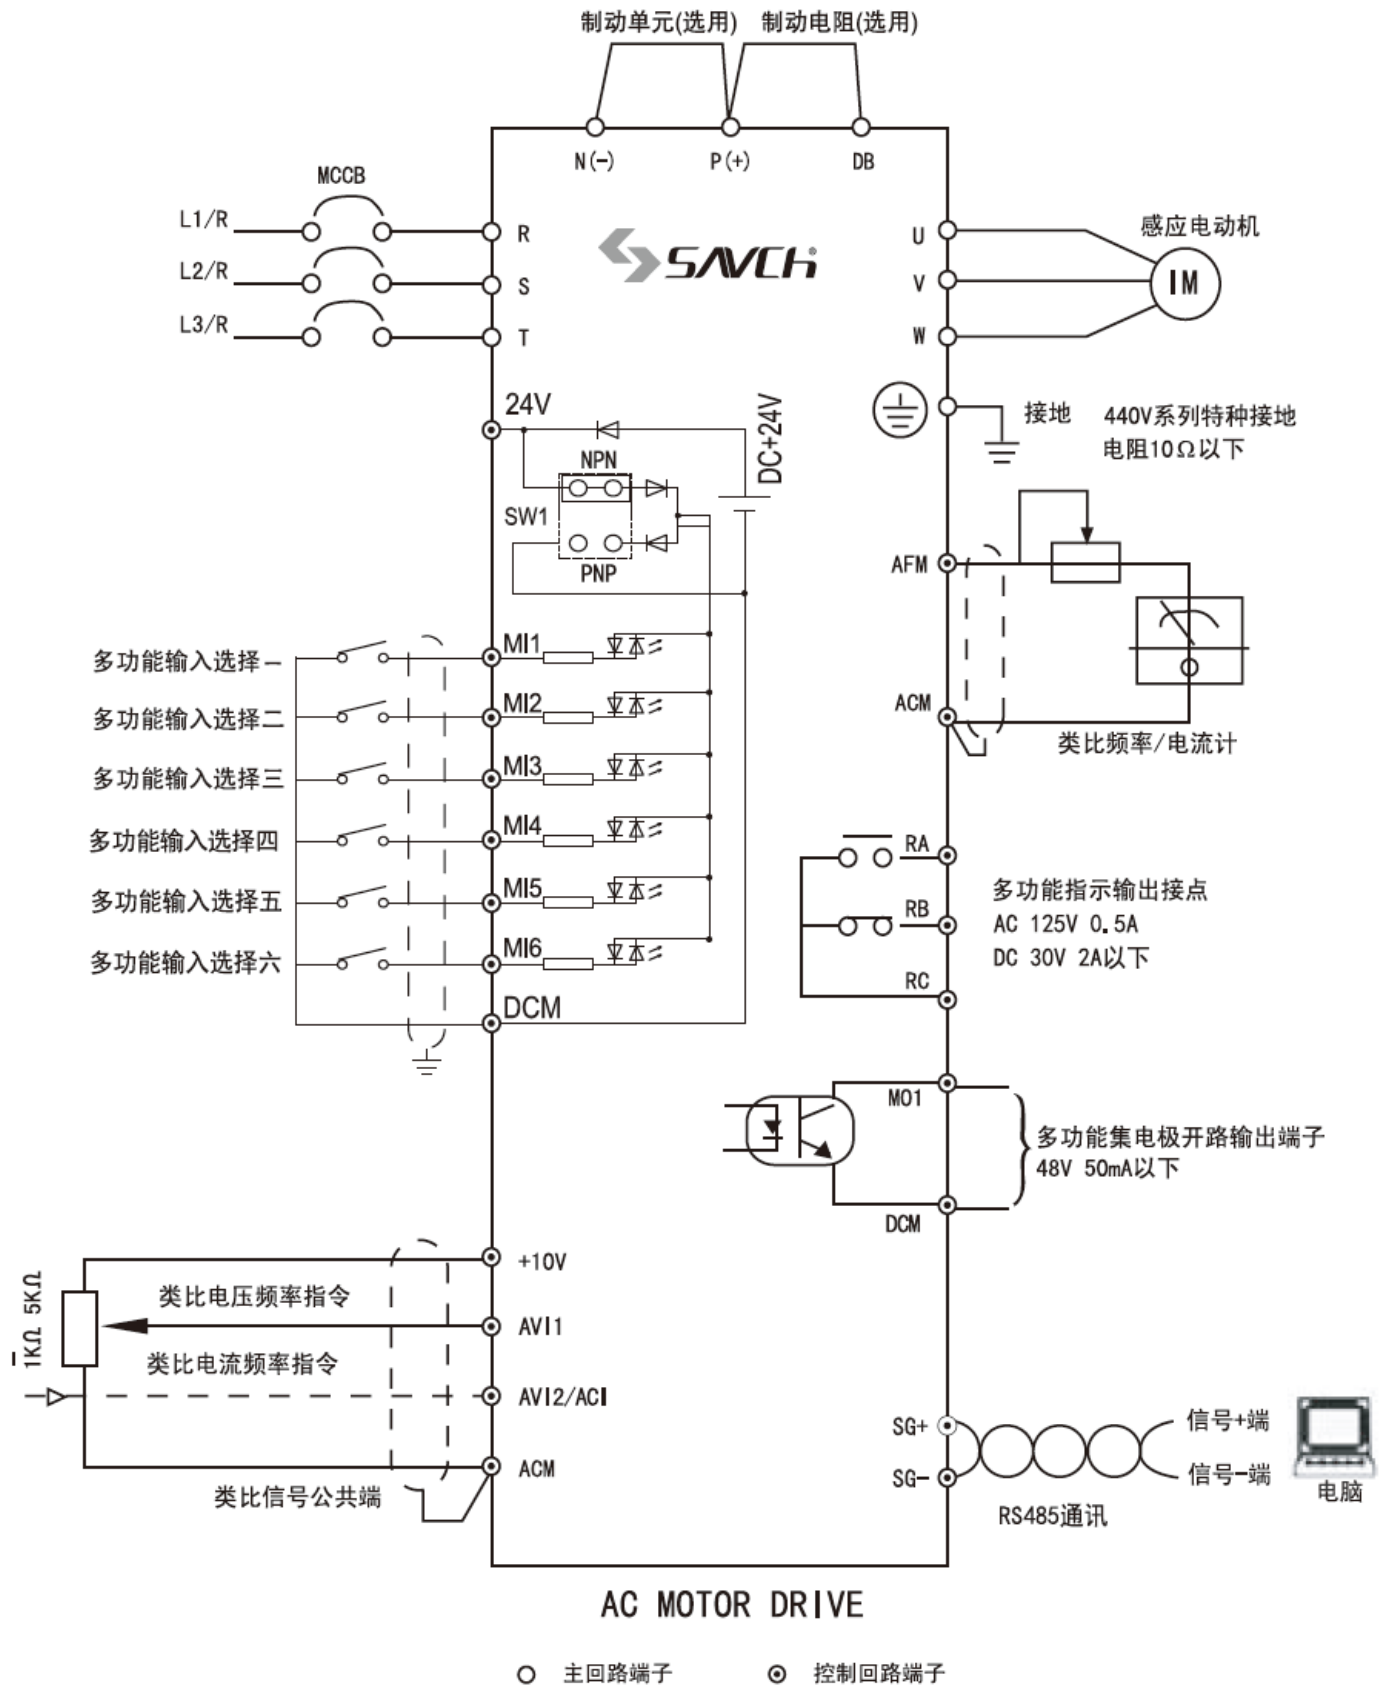 制动单元(选用) 制动电阻(选用)
N(-) P(+) DB
MCCB
L1/R
R
L2/R
S
L3/R
T
SAVCH®
U
V
W
感应电动机
IM
24V
NPN
SW1
PNP
DC+24V
接地
440V系列特种接地
电阻10Ω以下
AFM
ACM
类比频率/电流计
多功能输入选择一
MI1
多功能输入选择二
MI2
多功能输入选择三
MI3
多功能输入选择四
MI4
多功能输入选择五
MI5
多功能输入选择六
MI6
DCM
RA
RB
RC
多功能指示输出接点
AC 125V 0.5A
DC 30V 2A以下
MO1
DCM
多功能集电极开路输出端子
48V 50mA以下
+10V
1KΩ 5KΩ
类比电压频率指令
AVI1
类比电流频率指令
AVI2/ACI
ACM
类比信号公共端
SG+
SG-
信号+端
信号-端
电脑
RS485通讯
AC MOTOR DRIVE
主回路端子 控制回路端子